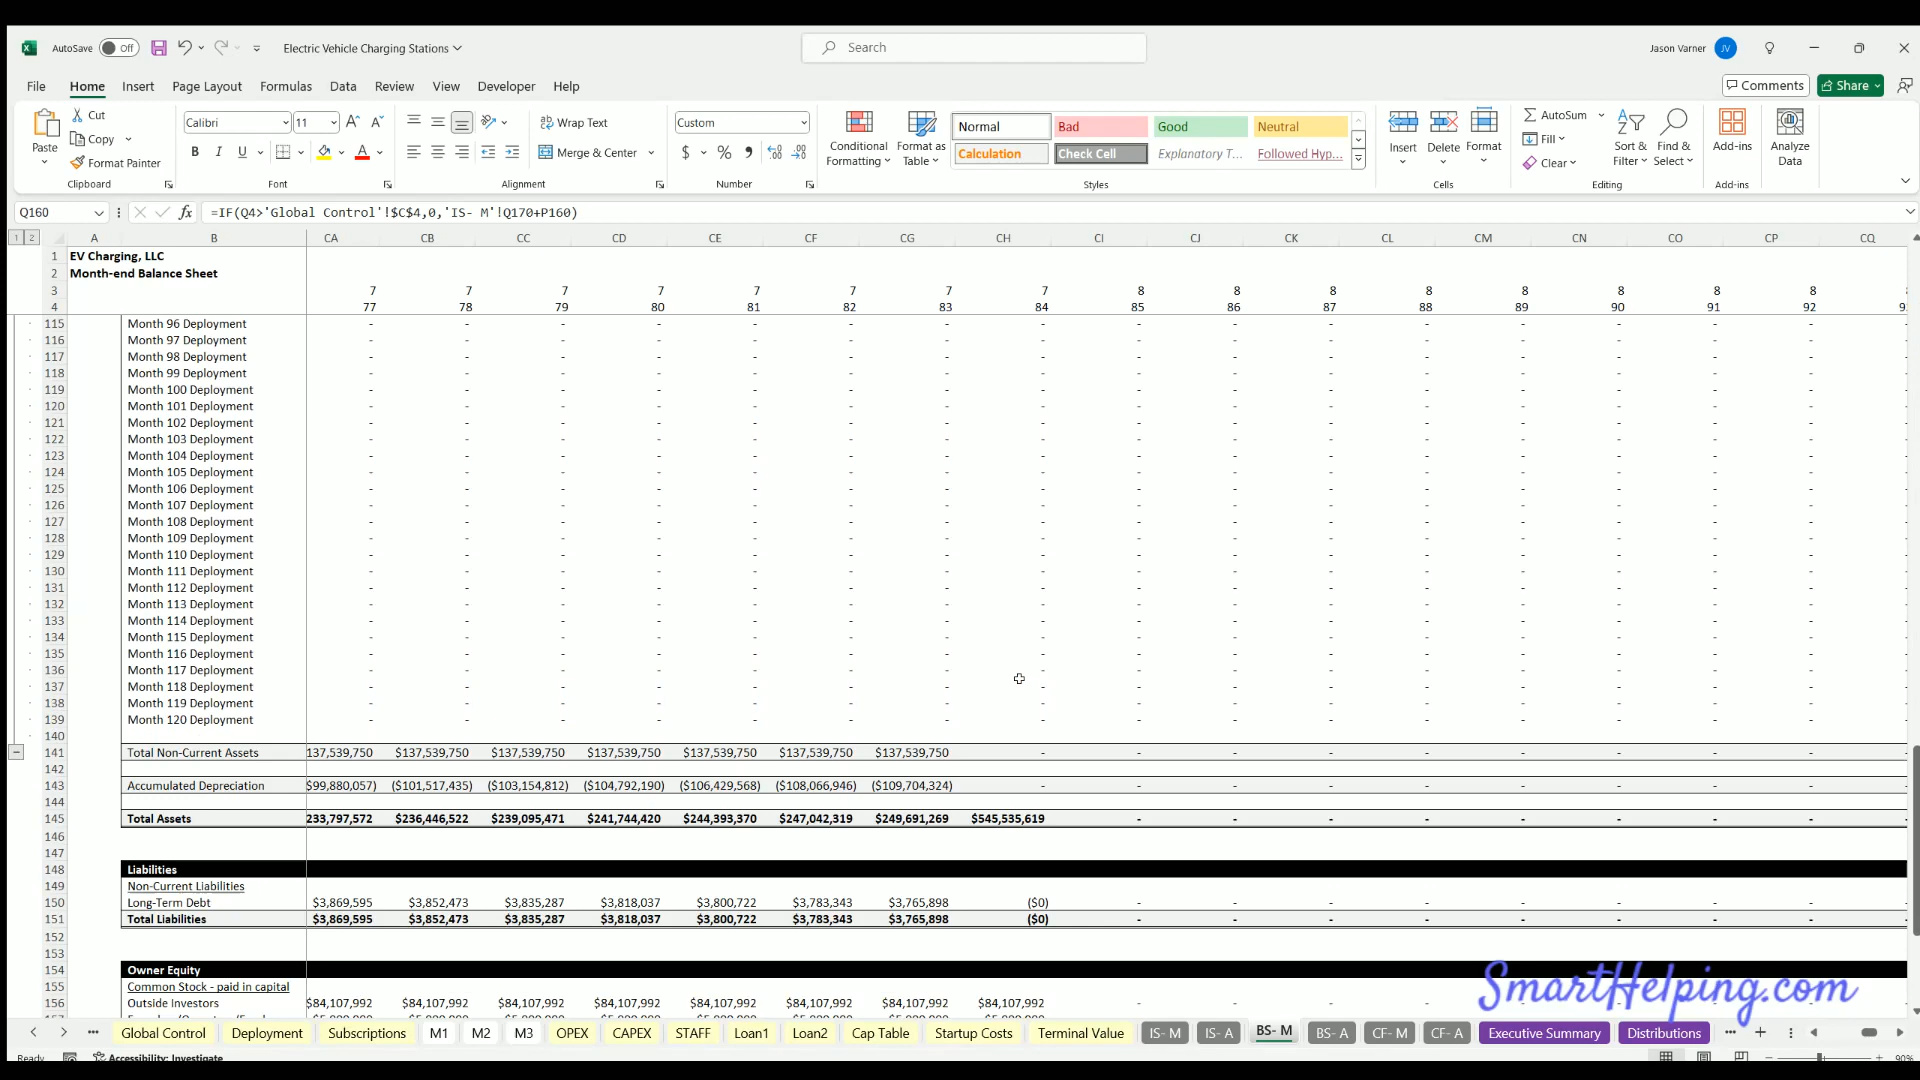 AutoSave Off Electric Vehicle Charging Stations Search Jason Varner JV
File Home Insert Page Layout Formulas Data Review View Developer Help Comments Share
Paste Cut Copy Format Painter Calibri 11 Wrap Text Merge & Center Custom Conditional Formatting Format as Table Normal Bad Good Neutral Insert Delete Format AutoSum Fill Clear Sort & Filter Find & Select Add-ins Analyze Data
B I U A $ % Calculation Check Cell Explanatory T... Followed Hyp...
Clipboard Font Alignment Number Styles Cells Editing Add-ins
Q160 fx =IF(Q4>'Global Control'!$C$4,0,'IS- M'!Q170+P160)
1 2 A B CA CB CC CD CE CF CG CH CI CJ CK CL CM CN CO CP CQ
1 EV Charging, LLC
2 Month-end Balance Sheet
3 7 7 7 7 7 7 7 7 8 8 8 8 8 8 8 8
4 77 78 79 80 81 82 83 84 85 86 87 88 89 90 91 92
115 Month 96 Deployment - - - - - - - - - - - - - - - -
116 Month 97 Deployment - - - - - - - - - - - - - - - -
117 Month 98 Deployment - - - - - - - - - - - - - - - -
118 Month 99 Deployment - - - - - - - - - - - - - - - -
119 Month 100 Deployment - - - - - - - - - - - - - - - -
120 Month 101 Deployment - - - - - - - - - - - - - - - -
121 Month 102 Deployment - - - - - - - - - - - - - - - -
122 Month 103 Deployment - - - - - - - - - - - - - - - -
123 Month 104 Deployment - - - - - - - - - - - - - - - -
124 Month 105 Deployment - - - - - - - - - - - - - - - -
125 Month 106 Deployment - - - - - - - - - - - - - - - -
126 Month 107 Deployment - - - - - - - - - - - - - - - -
127 Month 108 Deployment - - - - - - - - - - - - - - - -
128 Month 109 Deployment - - - - - - - - - - - - - - - -
129 Month 110 Deployment - - - - - - - - - - - - - - - -
130 Month 111 Deployment - - - - - - - - - - - - - - - -
131 Month 112 Deployment - - - - - - - - - - - - - - - -
132 Month 113 Deployment - - - - - - - - - - - - - - - -
133 Month 114 Deployment - - - - - - - - - - - - - - - -
134 Month 115 Deployment - - - - - - - - - - - - - - - -
135 Month 116 Deployment - - - - - - - - - - - - - - - -
136 Month 117 Deployment - - - - - - - - - - - - - - - -
137 Month 118 Deployment - - - - - - - - - - - - - - - -
138 Month 119 Deployment - - - - - - - - - - - - - - - -
139 Month 120 Deployment - - - - - - - - - - - - - - - -
140
141 Total Non-Current Assets 137,539,750 $137,539,750 $137,539,750 $137,539,750 $137,539,750 $137,539,750 $137,539,750 - - - - - - - - -
142
143 Accumulated Depreciation $99,880,057) ($101,517,435) ($103,154,812) ($104,792,190) ($106,429,568) ($108,066,946) ($109,704,324) - - - - - - - - -
144
145 Total Assets 233,797,572 $236,446,522 $239,095,471 $241,744,420 $244,393,370 $247,042,319 $249,691,269 $545,535,619 - - - - - - - -
146
147
148 Liabilities
149 Non-Current Liabilities
150 Long-Term Debt $3,869,595 $3,852,473 $3,835,287 $3,818,037 $3,800,722 $3,783,343 $3,765,898 ($0) - - - - - - - -
151 Total Liabilities $3,869,595 $3,852,473 $3,835,287 $3,818,037 $3,800,722 $3,783,343 $3,765,898 ($0) - - - - - - - -
152
153
154 Owner Equity
155 Common Stock - paid in capital
156 Outside Investors $84,107,992 $84,107,992 $84,107,992 $84,107,992 $84,107,992 $84,107,992 $84,107,992 $84,107,992 - - - - - - - -
SmartHelping.com
Global Control Deployment Subscriptions M1 M2 M3 OPEX CAPEX STAFF Loan1 Loan2 Cap Table Startup Costs Terminal Value IS- M IS- A BS- M BS- A CF- M CF- A Executive Summary Distributions
Ready Accessibility: Investigate 90%